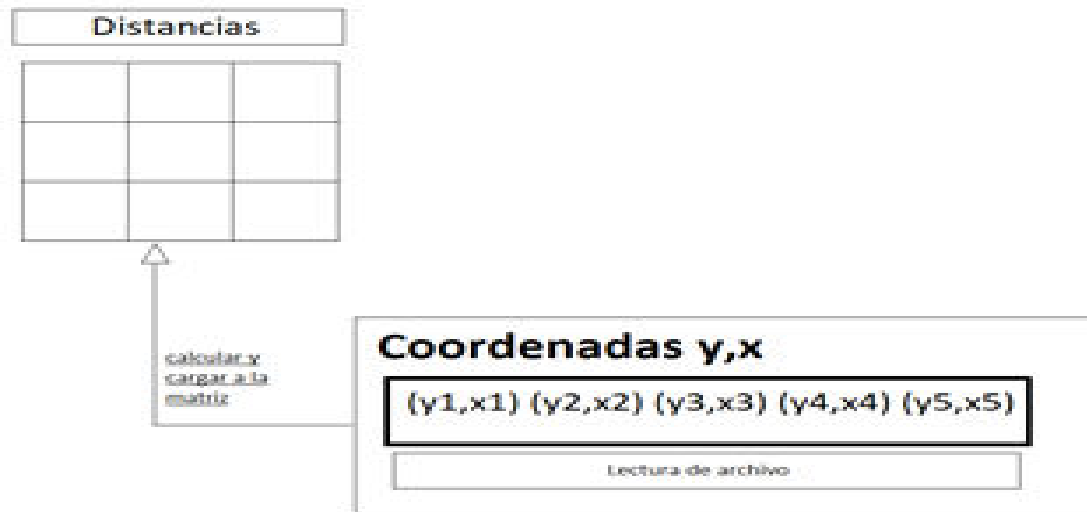 Distancias
calcular y
cargar a la
matriz
Coordenadas y,x
(y1,x1) (y2,x2) (y3,x3) (y4,x4) (y5,x5)
Lectura de archivo